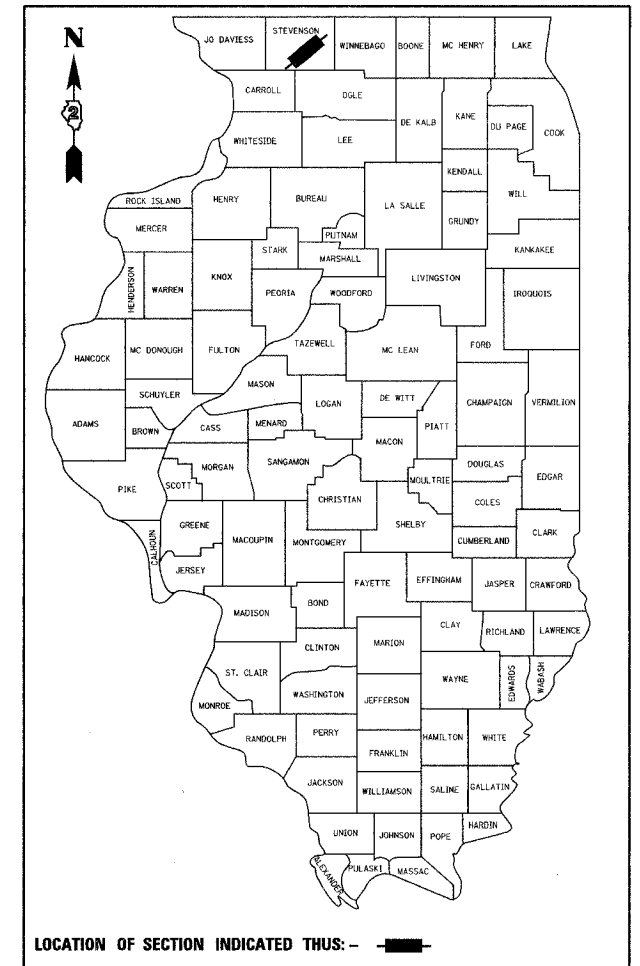 JO DAVIESS STEVENSON WINNEBAGO BOONE MC HENRY LAKE
N
CARROLL OGLE
2
DE KALB KANE DU PAGE COOK
WHITESIDE LEE
KENDALL
ROCK ISLAND HENRY BUREAU LA SALLE GRUNDY WILL
MERCER
PUTNAM
STARK MARSHALL KANKAKEE
HENDERSON WARREN KNOX LIVINGSTON
PEORIA WOODFORD IROQUOIS
HANCOCK MC DONOUGH FULTON TAZEWELL MC LEAN FORD
MASON
SCHUYLER LOGAN DE WITT CHAMPAIGN VERMILION
ADAMS BROWN CASS MENARD PIATT
MACON
MORGAN SANGAMON DOUGLAS
PIKE SCOTT CHRISTIAN MOULTRIE EDGAR
COLES
GREENE MACOUPIN SHELBY
CALHOUN MONTGOMERY CUMBERLAND CLARK
JERSEY
FAYETTE EFFINGHAM JASPER CRAWFORD
MADISON BOND
CLAY RICHLAND LAWRENCE
CLINTON MARION
ST. CLAIR WAYNE EDWARDS WABASH
WASHINGTON JEFFERSON
MONROE
RANDOLPH PERRY HAMILTON WHITE
FRANKLIN
JACKSON WILLIAMSON SALINE GALLATIN
UNION JOHNSON POPE HARDIN
ALEXANDER PULASKI MASSAC
LOCATION OF SECTION INDICATED THUS: -